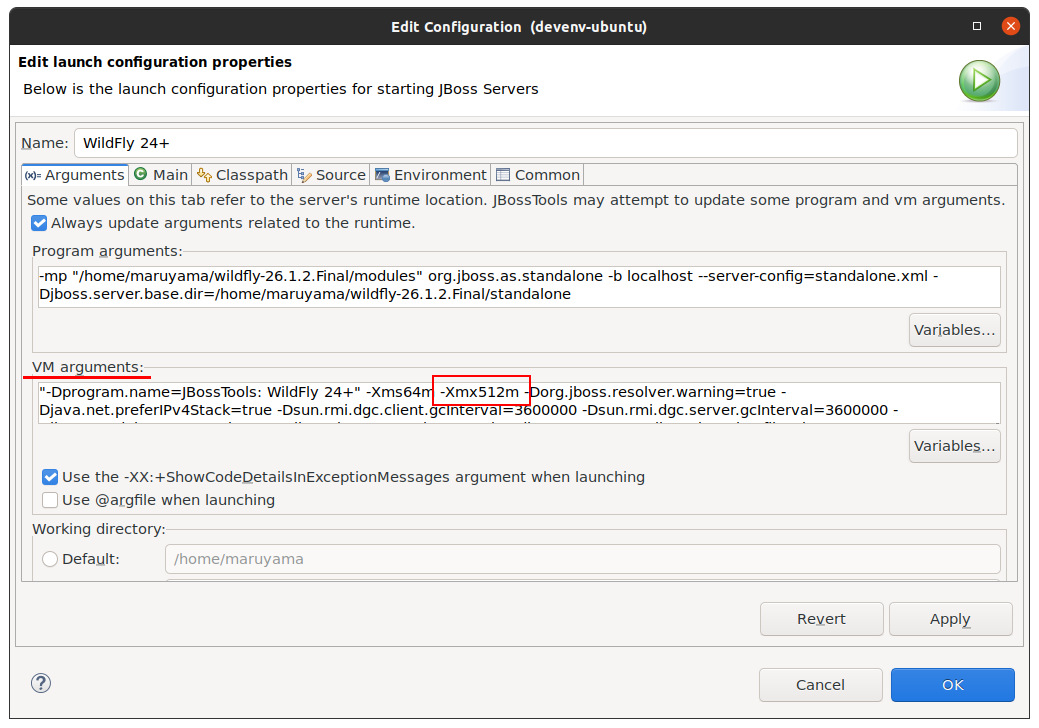 Edit Configuration (devenv-ubuntu)
Edit launch configuration properties
Below is the launch configuration properties for starting JBoss Servers
Name: WildFly 24+
(x)= Arguments Main Classpath Source Environment Common
Some values on this tab refer to the server's runtime location. JBossTools may attempt to update some program and vm arguments.
Always update arguments related to the runtime.
Program arguments:
-mp "/home/maruyama/wildfly-26.1.2.Final/modules" org.jboss.as.standalone -b localhost --server-config=standalone.xml -
Djboss.server.base.dir=/home/maruyama/wildfly-26.1.2.Final/standalone
Variables...
VM arguments:
"-Dprogram.name=JBossTools: WildFly 24+" -Xms64m -Xmx512m -Dorg.jboss.resolver.warning=true -
Djava.net.preferIPv4Stack=true -Dsun.rmi.dgc.client.gcInterval=3600000 -Dsun.rmi.dgc.server.gcInterval=3600000 -
Variables...
Use the -XX:+ShowCodeDetailsInExceptionMessages argument when launching
Use @argfile when launching
Working directory:
Default: /home/maruyama
Revert Apply
? Cancel OK